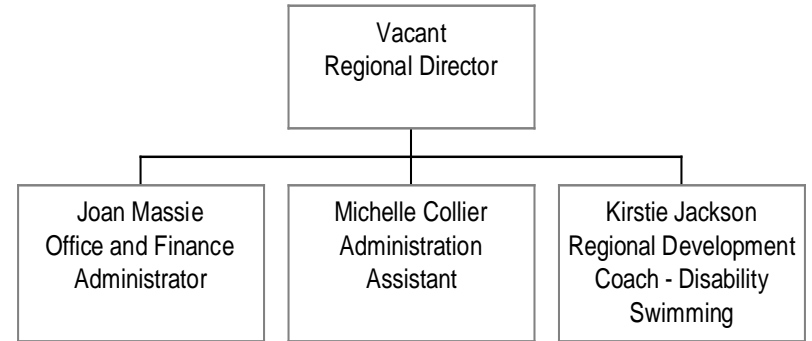 Vacant
Regional Director
Joan Massie
Office and Finance
Administrator
Michelle Collier
Administration
Assistant
Kirstie Jackson
Regional Development
Coach - Disability
Swimming